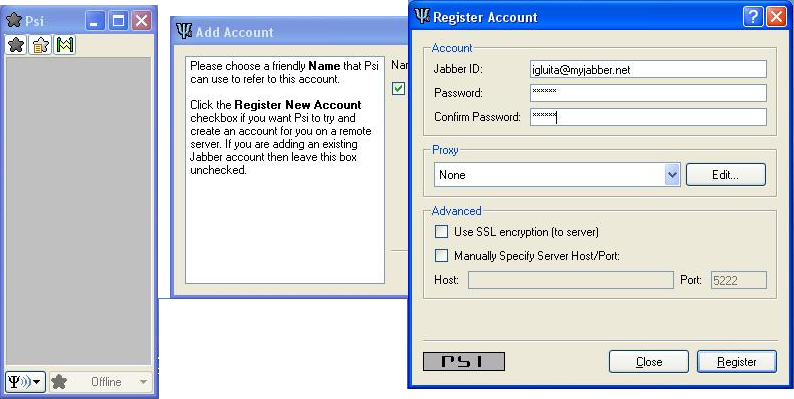 Psi
Offline
Add Account
Please choose a friendly Name that Psi
can use to refer to this account.
Click the Register New Account
checkbox if you want Psi to try and
create an account for you on a remote
server. If you are adding an existing
Jabber account then leave this box
unchecked.
Register Account
Account
Jabber ID: igluita@myjabber.net
Password: ******
Confirm Password: ******
Proxy
None Edit...
Advanced
Use SSL encryption (to server)
Manually Specify Server Host/Port:
Host: Port: 5222
PSI Close Register